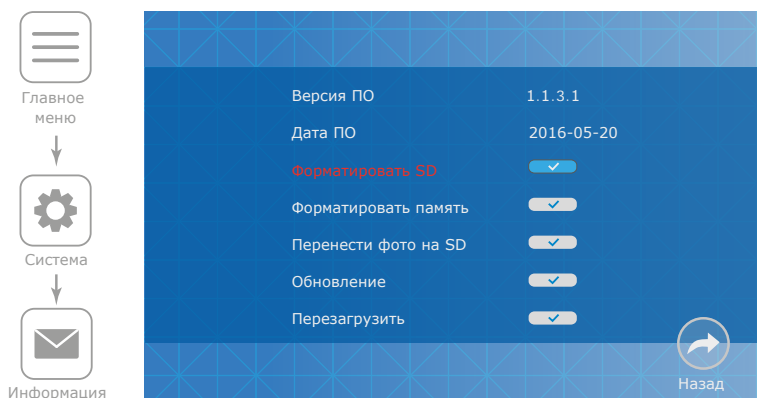 Главное
меню
Система
Информация
Версия ПО 1.1.3.1
Дата ПО 2016-05-20
Форматировать SD
Форматировать память
Перенести фото на SD
Обновление
Перезагрузить
Назад